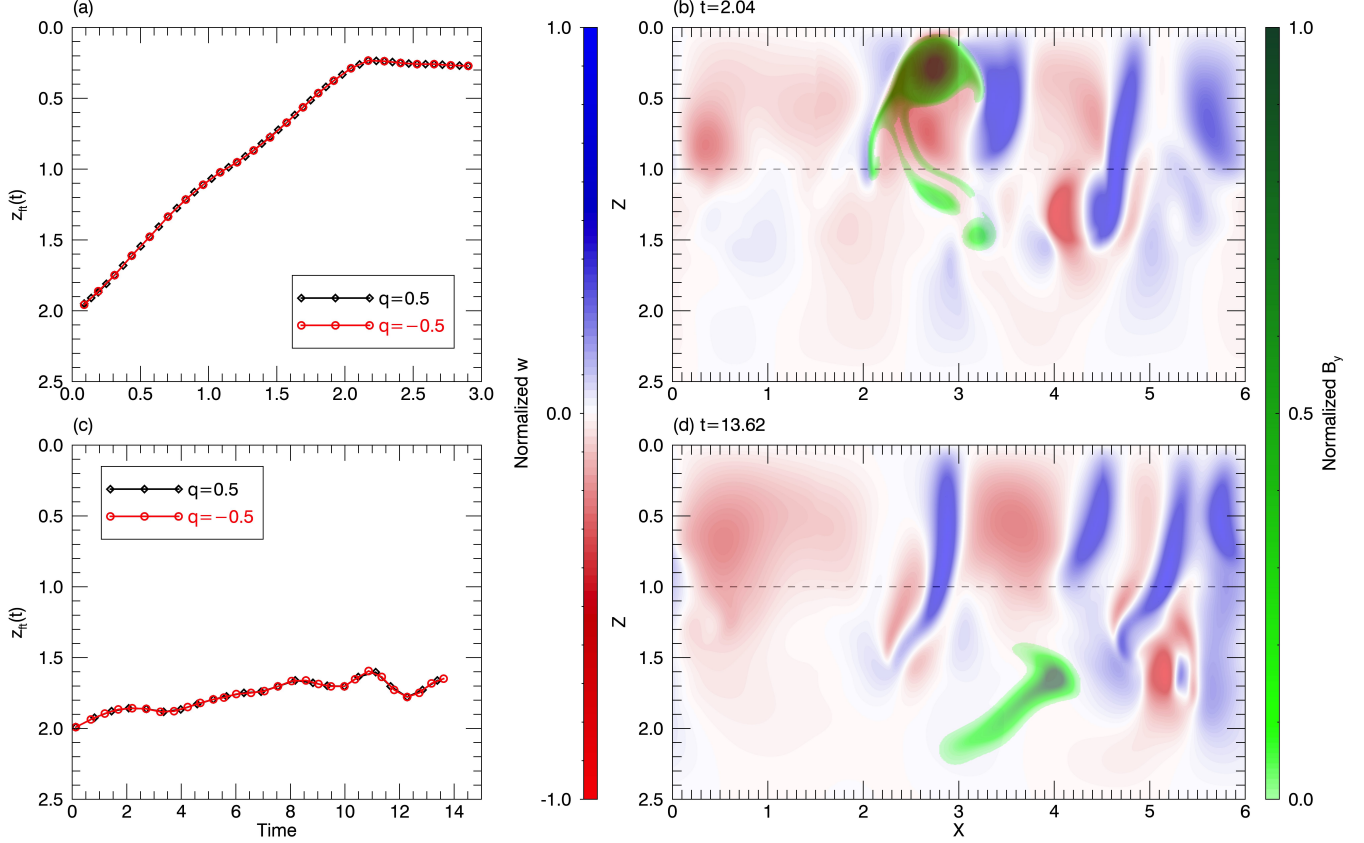 (a)
0.0
0.5
1.0
1.5
2.0
2.5
z_ft(t)
q=0.5
q=−0.5
0.0 0.5 1.0 1.5 2.0 2.5 3.0
1.0
0.0
-1.0
Normalized w
(b) t=2.04
0.0
0.5
1.0
1.5
2.0
2.5
Z
0 1 2 3 4 5 6
1.0
0.5
0.0
Normalized B_y
(c)
0.0
0.5
1.0
1.5
2.0
2.5
z_ft(t)
q=0.5
q=−0.5
0 2 4 6 8 10 12 14
Time
(d) t=13.62
0.0
0.5
1.0
1.5
2.0
2.5
Z
0 1 2 3 4 5 6
X